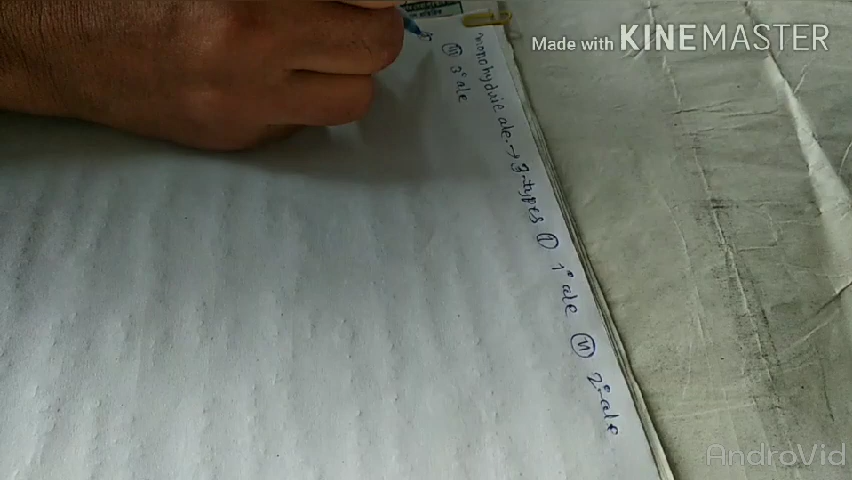 monohydric alc. → 3-types (I) 1° alc (II) 2° alc
(III) 3° alc
Made with KINEMASTER
AndroVid